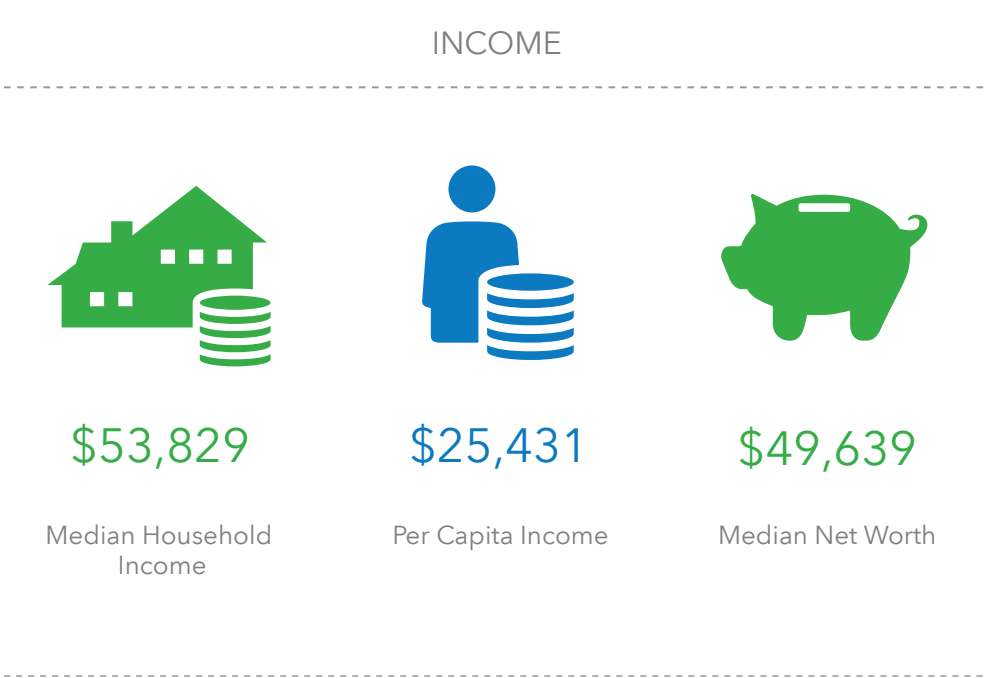 INCOME
$53,829
$25,431
$49,639
Median Household
Income
Per Capita Income
Median Net Worth